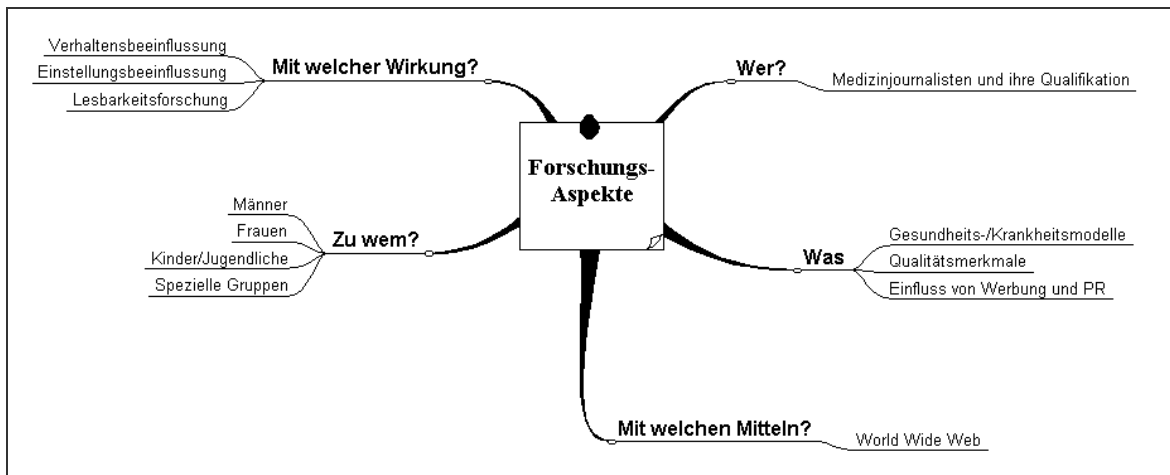 Forschungs-
Aspekte
Wer?
Medizinjournalisten und ihre Qualifikation
Was
Gesundheits-/Krankheitsmodelle
Qualitätsmerkmale
Einfluss von Werbung und PR
Mit welchen Mitteln?
World Wide Web
Zu wem?
Männer
Frauen
Kinder/Jugendliche
Spezielle Gruppen
Mit welcher Wirkung?
Verhaltensbeeinflussung
Einstellungsbeeinflussung
Lesbarkeitsforschung